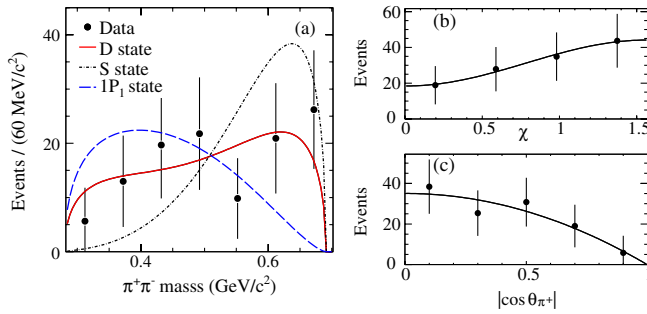 (a)
Data
D state
S state
1P₁ state
Events / (60 MeV/c²)
40
20
0
0.4
0.6
π⁺π⁻ masss (GeV/c²)
(b)
Events
60
40
20
0
0
0.5
1
1.5
χ
(c)
Events
60
40
20
0
0
0.5
1
|cosθπ⁺|